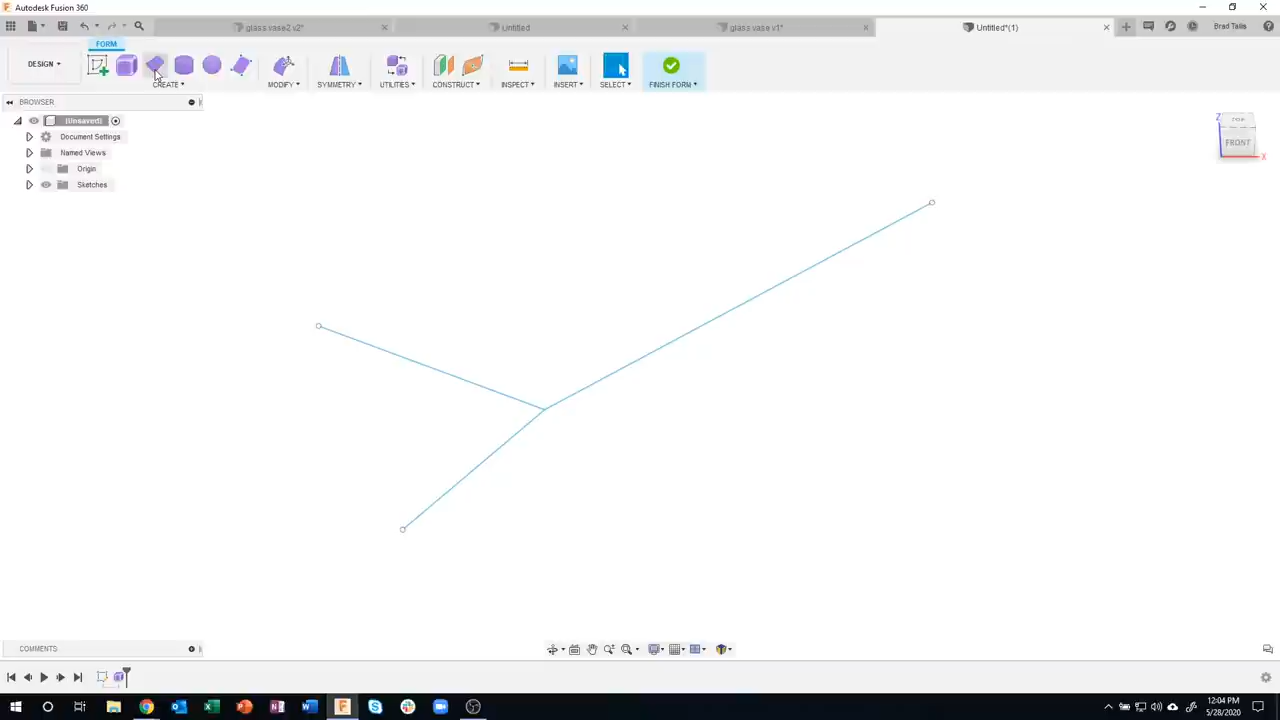 Autodesk Fusion 360
glass vase2 v2*
Untitled
glass vase v1*
Untitled*(1)
Brad Tallis
FORM
DESIGN
CREATE
MODIFY
SYMMETRY
UTILITIES
CONSTRUCT
INSPECT
INSERT
SELECT
FINISH FORM
BROWSER
(Unsaved)
Document Settings
Named Views
Origin
Sketches
Z
TOP
FRONT
X
COMMENTS
12:04 PM
5/28/2020